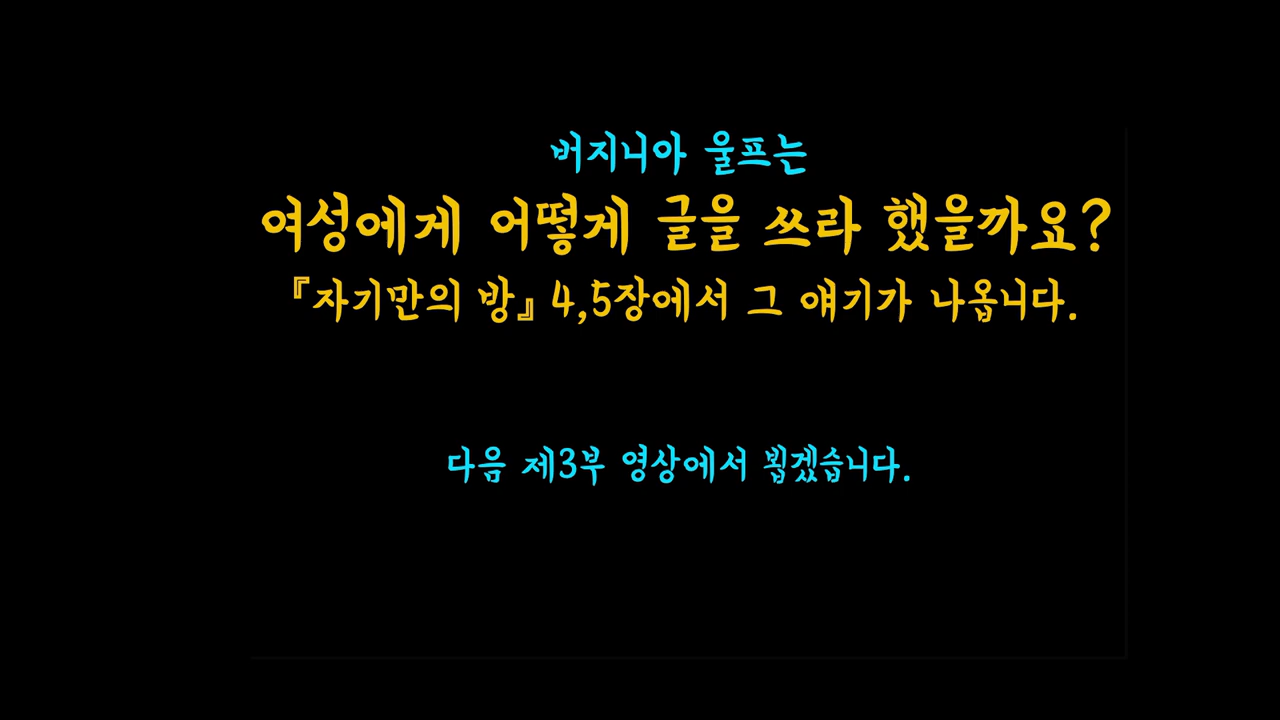 버지니아 울프는
여성에게 어떻게 글을 쓰라 했을까요?
『자기만의 방』 4,5장에서 그 얘기가 나옵니다.
다음 제3부 영상에서 뵙겠습니다.